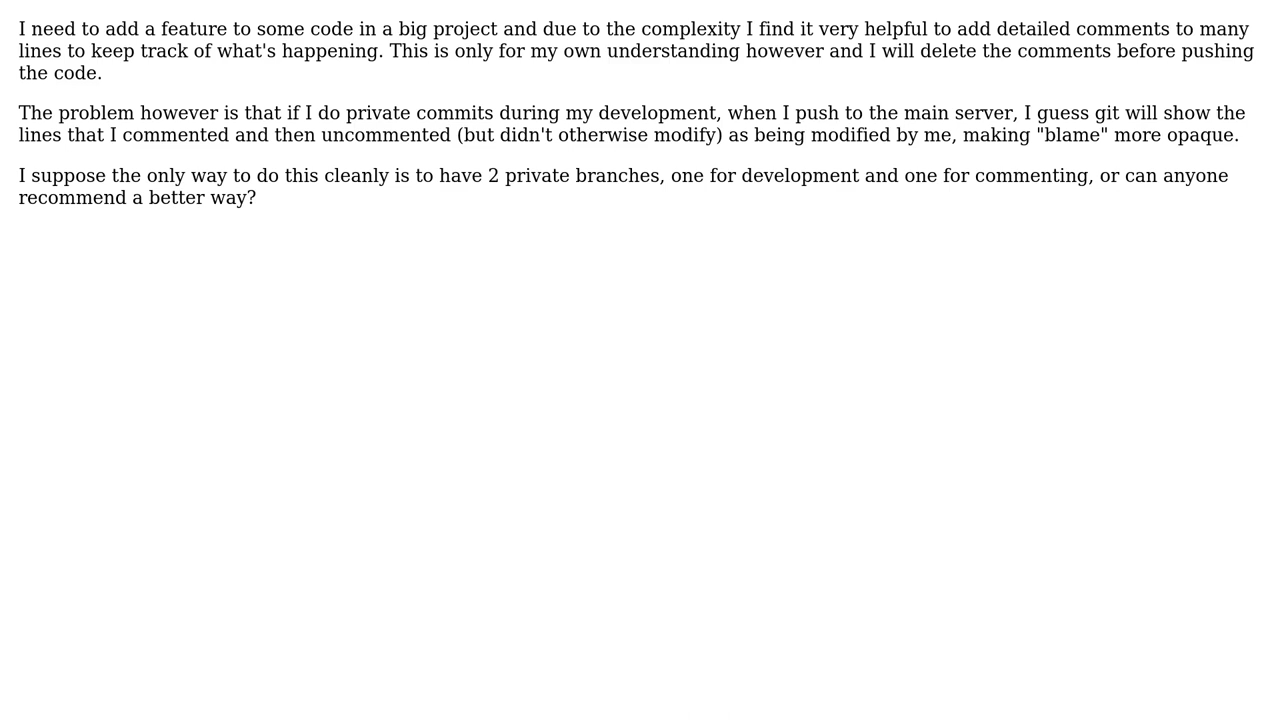 I need to add a feature to some code in a big project and due to the complexity I find it very helpful to add detailed comments to many
lines to keep track of what's happening. This is only for my own understanding however and I will delete the comments before pushing
the code.
The problem however is that if I do private commits during my development, when I push to the main server, I guess git will show the
lines that I commented and then uncommented (but didn't otherwise modify) as being modified by me, making "blame" more opaque.
I suppose the only way to do this cleanly is to have 2 private branches, one for development and one for commenting, or can anyone
recommend a better way?